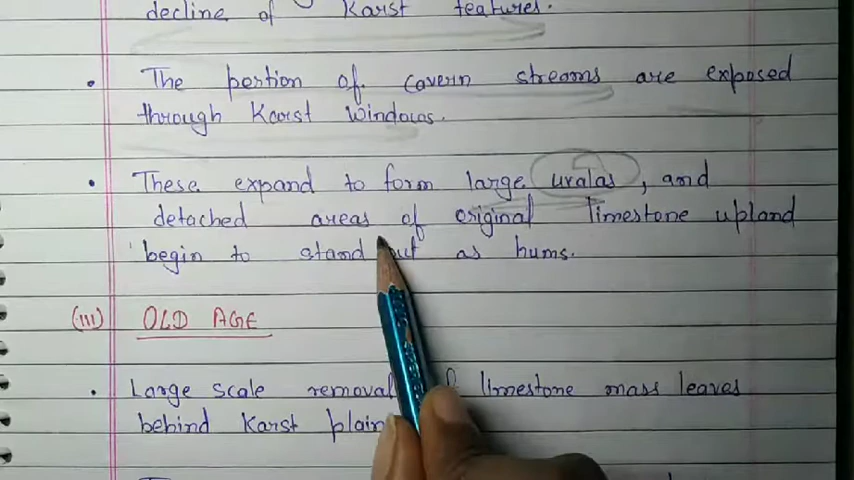 decline of Karst features.
• The portion of cavern streams are exposed
through Karst windows.
• These expand to form large uvalas, and
detached areas of original limestone upland
begin to stand out as hums.
(III) OLD AGE
• Large scale removal of limestone mass leaves
behind Karst plain